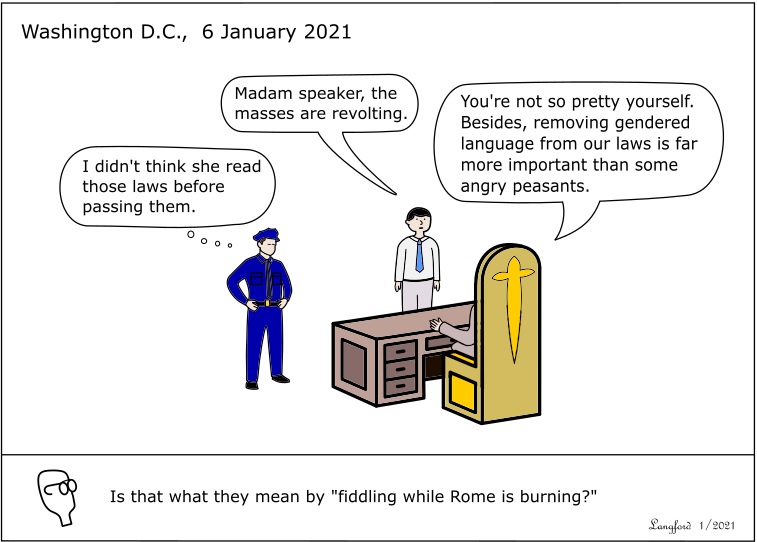 Washington D.C.,  6 January 2021
Madam speaker, the
masses are revolting.
You're not so pretty yourself.
Besides, removing gendered
language from our laws is far
more important than some
angry peasants.
I didn't think she read
those laws before
passing them.
Is that what they mean by "fiddling while Rome is burning?"
Langford 1/2021